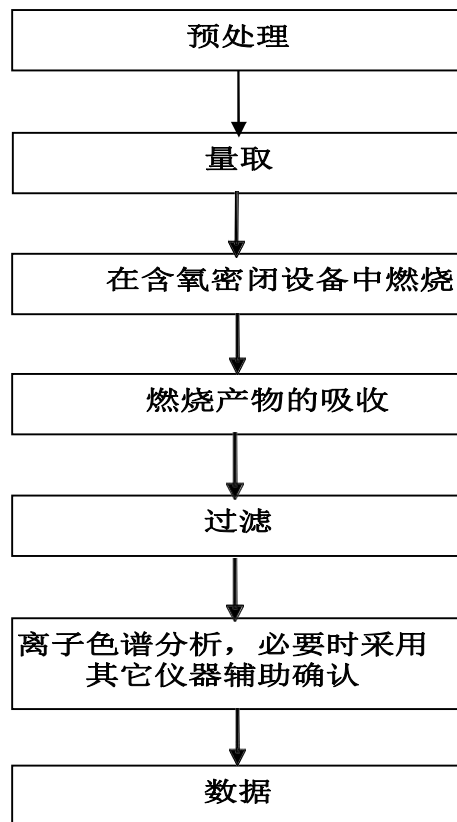 预处理
量取
在含氧密闭设备中燃烧
燃烧产物的吸收
过滤
离子色谱分析，必要时采用
其它仪器辅助确认
数据